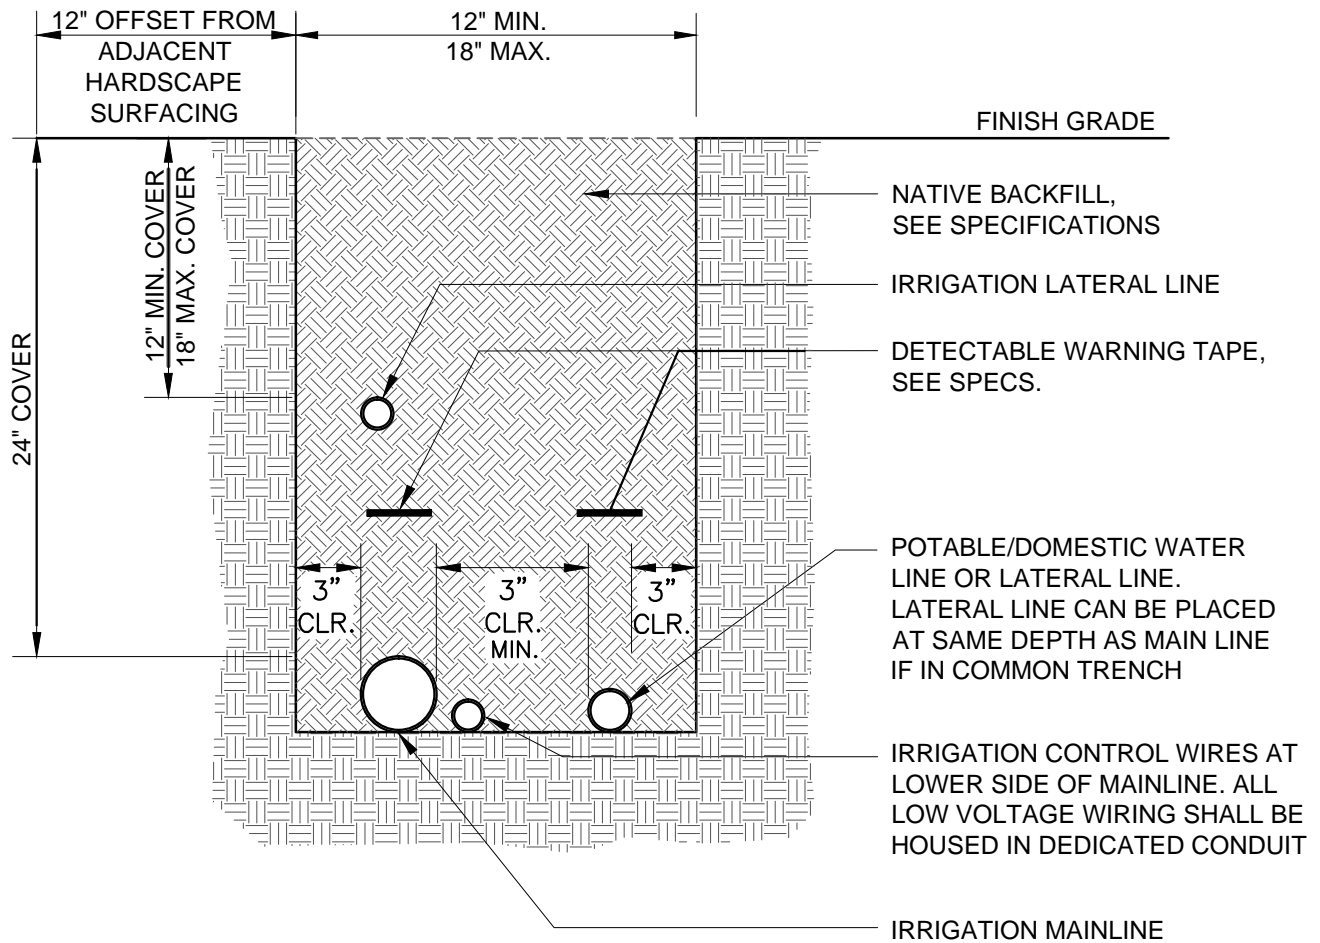 12" OFFSET FROM
ADJACENT
HARDSCAPE
SURFACING
12" MIN.
18" MAX.
FINISH GRADE
NATIVE BACKFILL,
SEE SPECIFICATIONS
12" MIN. COVER
18" MAX. COVER
IRRIGATION LATERAL LINE
24" COVER
DETECTABLE WARNING TAPE,
SEE SPECS.
3”
CLR.
3”
CLR.
MIN.
3”
CLR.
POTABLE/DOMESTIC WATER
LINE OR LATERAL LINE.
LATERAL LINE CAN BE PLACED
AT SAME DEPTH AS MAIN LINE
IF IN COMMON TRENCH
IRRIGATION CONTROL WIRES AT
LOWER SIDE OF MAINLINE. ALL
LOW VOLTAGE WIRING SHALL BE
HOUSED IN DEDICATED CONDUIT
IRRIGATION MAINLINE